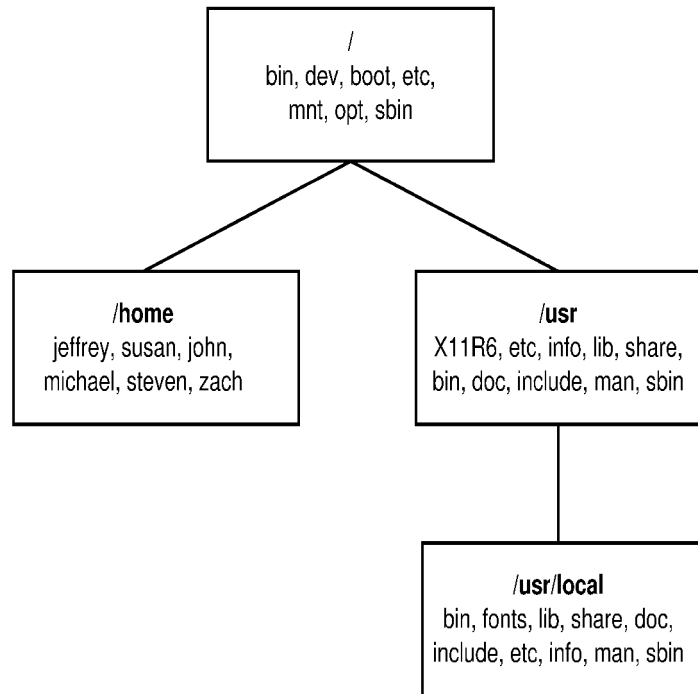 /
bin, dev, boot, etc,
mnt, opt, sbin
/home
jeffrey, susan, john,
michael, steven, zach
/usr
X11R6, etc, info, lib, share,
bin, doc, include, man, sbin
/usr/local
bin, fonts, lib, share, doc,
include, etc, info, man, sbin